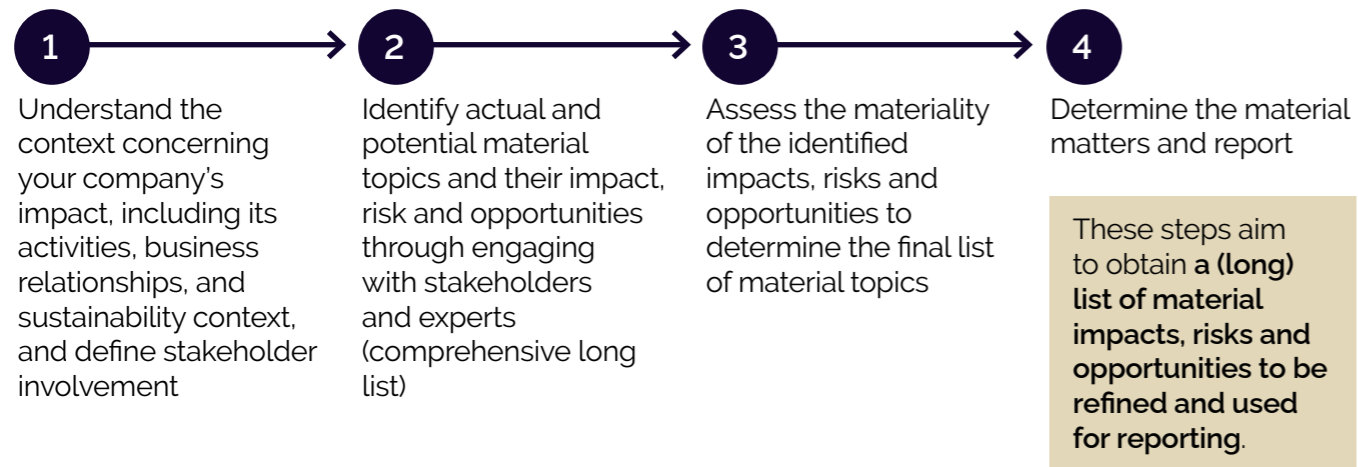 1
Understand the
context concerning
your company's
impact, including its
activities, business
relationships, and
sustainability context,
and define stakeholder
involvement
2
Identify actual and
potential material
topics and their impact,
risk and opportunities
through engaging
with stakeholders
and experts
(comprehensive long
list)
3
Assess the materiality
of the identified
impacts, risks and
opportunities to
determine the final list
of material topics
4
Determine the material
matters and report
These steps aim
to obtain a (long)
list of material
impacts, risks and
opportunities to be
refined and used
for reporting.